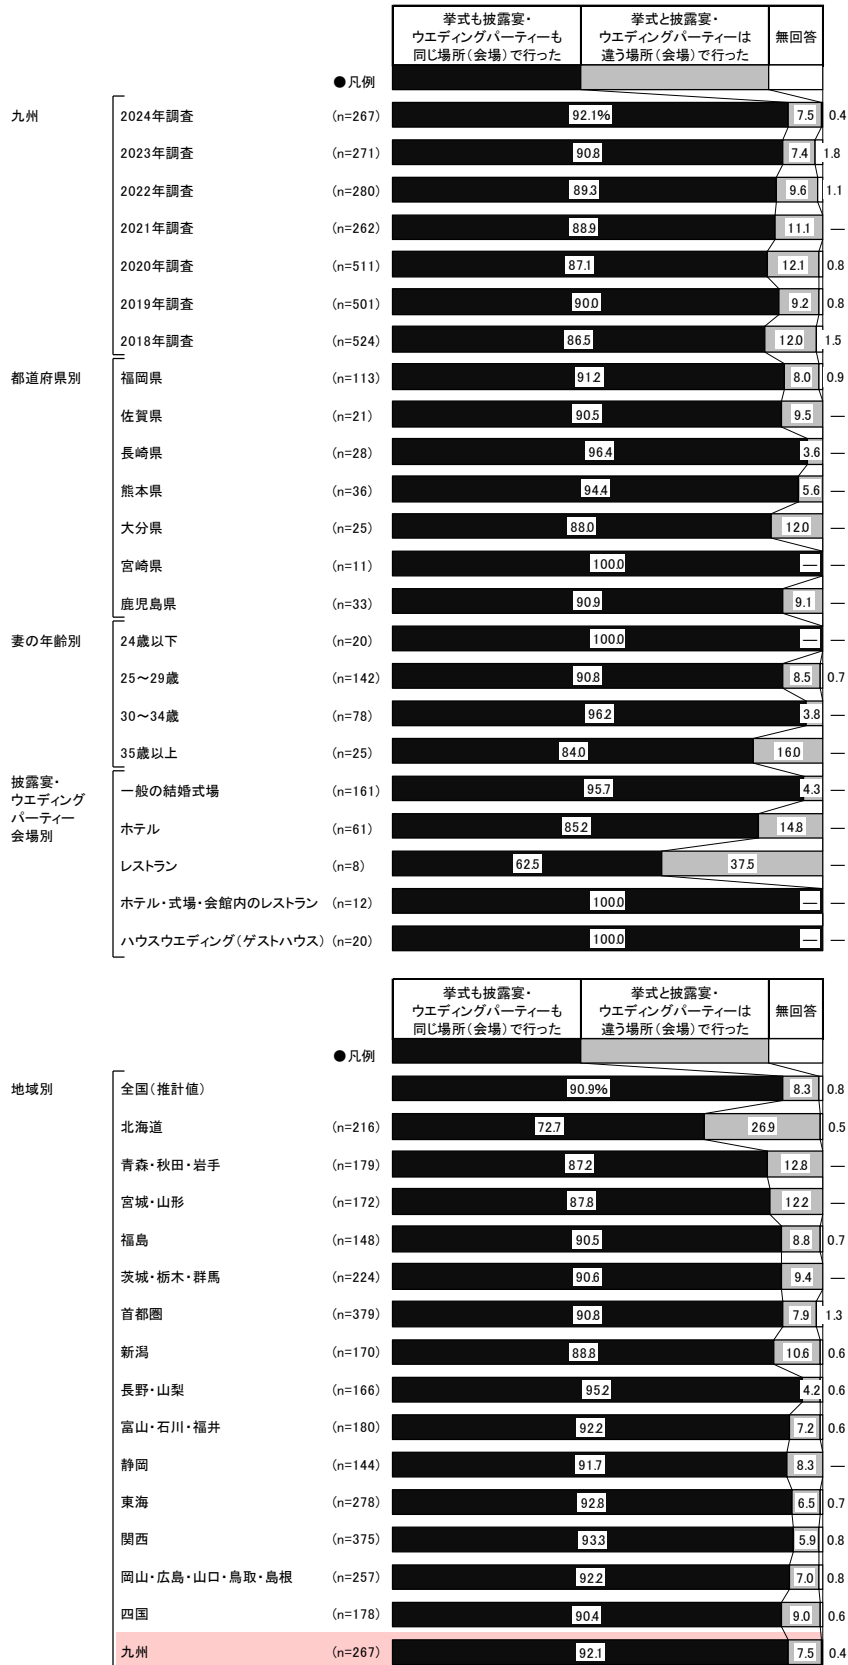 挙式も披露宴・
ウエディングパーティーも
同じ場所（会場）で行った
挙式と披露宴・
ウエディングパーティーは
違う場所（会場）で行った
無回答
●凡例
九州
2024年調査 (n=267) 92.1% 7.5 0.4
2023年調査 (n=271) 90.8 7.4 1.8
2022年調査 (n=280) 89.3 9.6 1.1
2021年調査 (n=262) 88.9 11.1 ―
2020年調査 (n=511) 87.1 12.1 0.8
2019年調査 (n=501) 90.0 9.2 0.8
2018年調査 (n=524) 86.5 12.0 1.5
都道府県別
福岡県 (n=113) 91.2 8.0 0.9
佐賀県 (n=21) 90.5 9.5 ―
長崎県 (n=28) 96.4 3.6 ―
熊本県 (n=36) 94.4 5.6 ―
大分県 (n=25) 88.0 12.0 ―
宮崎県 (n=11) 100.0 ― ―
鹿児島県 (n=33) 90.9 9.1 ―
妻の年齢別
24歳以下 (n=20) 100.0 ― ―
25～29歳 (n=142) 90.8 8.5 0.7
30～34歳 (n=78) 96.2 3.8 ―
35歳以上 (n=25) 84.0 16.0 ―
披露宴・
ウエディング
パーティー
会場別
一般の結婚式場 (n=161) 95.7 4.3 ―
ホテル (n=61) 85.2 14.8 ―
レストラン (n=8) 62.5 37.5 ―
ホテル・式場・会館内のレストラン (n=12) 100.0 ― ―
ハウスウエディング（ゲストハウス） (n=20) 100.0 ― ―
挙式も披露宴・
ウエディングパーティーも
同じ場所（会場）で行った
挙式と披露宴・
ウエディングパーティーは
違う場所（会場）で行った
無回答
●凡例
地域別
全国（推計値） 90.9% 8.3 0.8
北海道 (n=216) 72.7 26.9 0.5
青森・秋田・岩手 (n=179) 87.2 12.8 ―
宮城・山形 (n=172) 87.8 12.2 ―
福島 (n=148) 90.5 8.8 0.7
茨城・栃木・群馬 (n=224) 90.6 9.4 ―
首都圏 (n=379) 90.8 7.9 1.3
新潟 (n=170) 88.8 10.6 0.6
長野・山梨 (n=166) 95.2 4.2 0.6
富山・石川・福井 (n=180) 92.2 7.2 0.6
静岡 (n=144) 91.7 8.3 ―
東海 (n=278) 92.8 6.5 0.7
関西 (n=375) 93.3 5.9 0.8
岡山・広島・山口・鳥取・島根 (n=257) 92.2 7.0 0.8
四国 (n=178) 90.4 9.0 0.6
九州 (n=267) 92.1 7.5 0.4